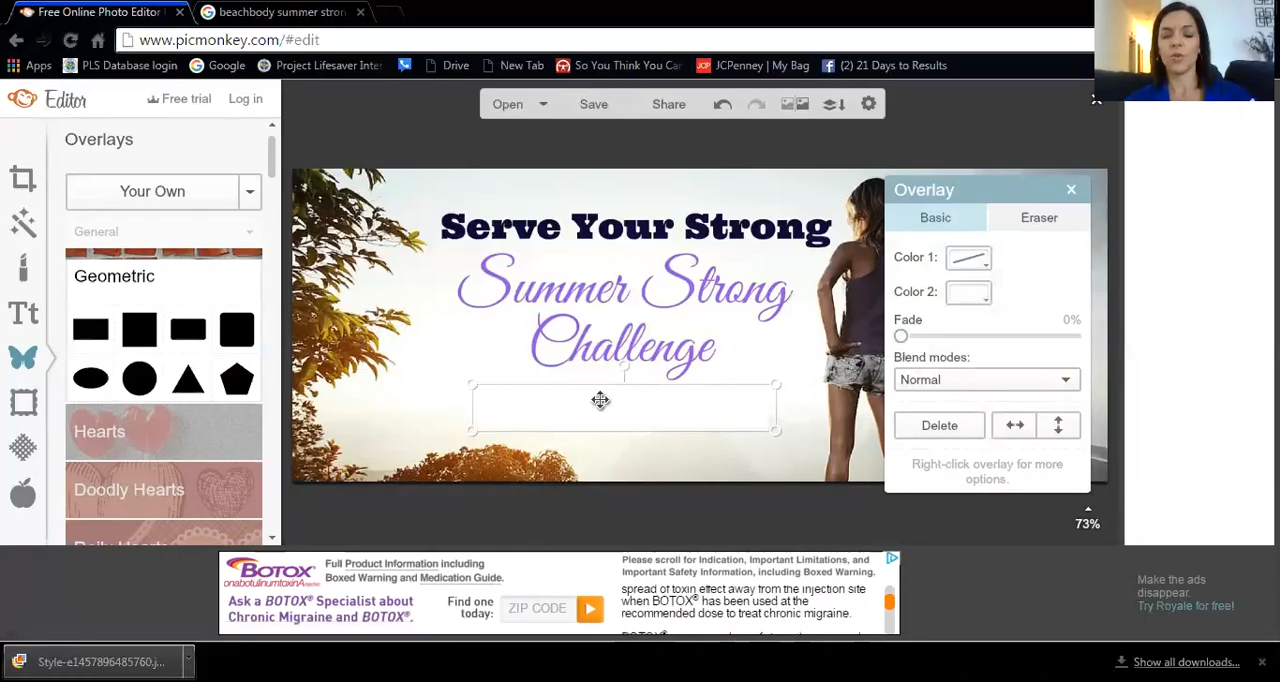 Free Online Photo Editor
beachbody summer stron
www.picmonkey.com/#edit
Apps
PLS Database login
Google
Project Lifesaver Inte
Drive
New Tab
So You Think You Can
JCPenney | My Bag
(2) 21 Days to Results
Editor
Free trial
Log in
Open
Save
Share
Overlays
Your Own
General
Geometric
Hearts
Doodly Hearts
Serve Your Strong
Summer Strong
Challenge
Overlay
Basic
Eraser
Color 1:
Color 2:
Fade
0%
Blend modes:
Normal
Delete
Right-click overlay for more
options.
73%
BOTOX®
onabotulinumtoxinA
Full Product Information including
Boxed Warning and Medication Guide.
Ask a BOTOX® Specialist about
Chronic Migraine and BOTOX®.
Find one
today:
ZIP CODE
Please scroll for Indication, Important Limitations, and
Important Safety Information, including Boxed Warning.
spread of toxin effect away from the injection site
when BOTOX® has been used at the
recommended dose to treat chronic migraine.
Make the ads
disappear.
Try Royale for free!
Style-e1457896485760.j...
Show all downloads...